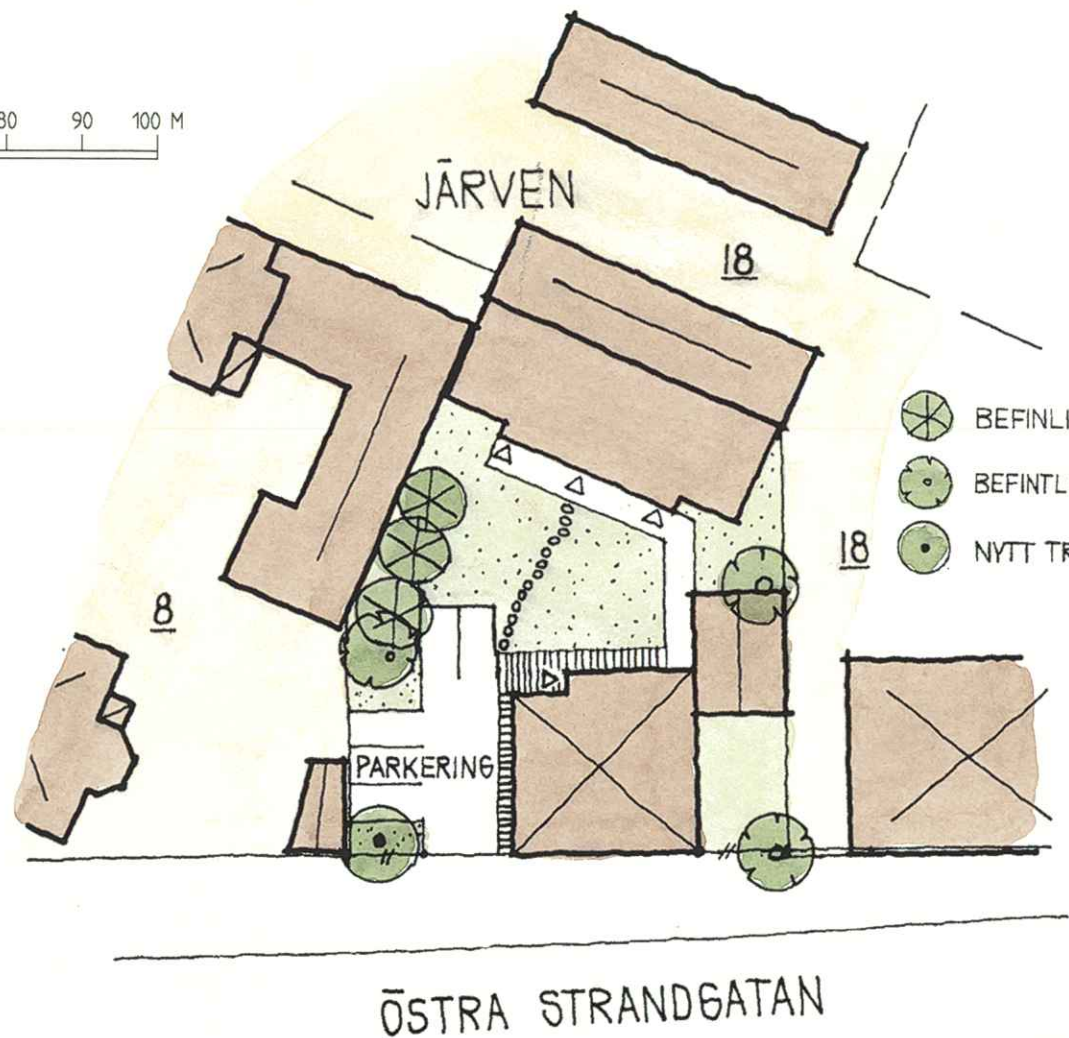 80 90 100 M
JÄRVEN
18
BEFINLI
BEFINTL
18
NYTT TR
8
PARKERING
ÖSTRA STRANDGATAN